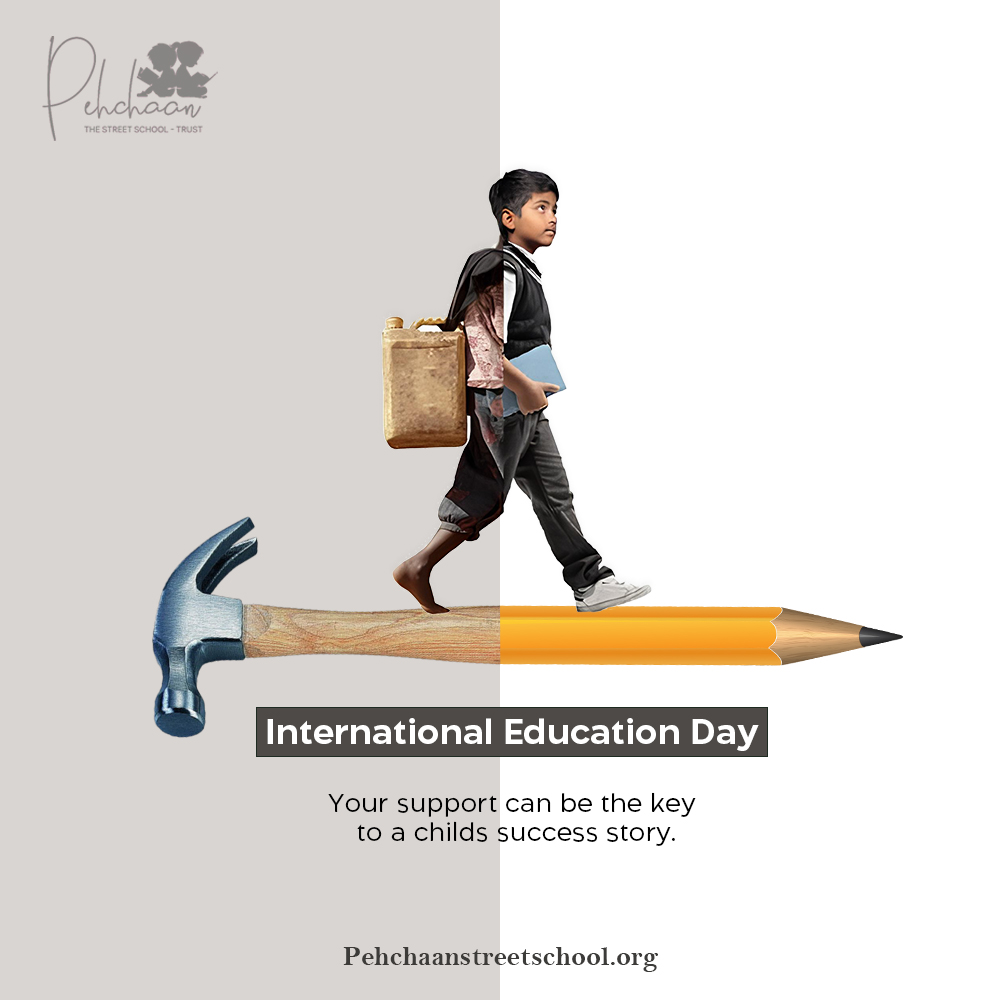 Pehchaan
THE STREET SCHOOL - TRUST
International Education Day
Your support can be the key
to a childs success story.
Pehchaanstreetschool.org